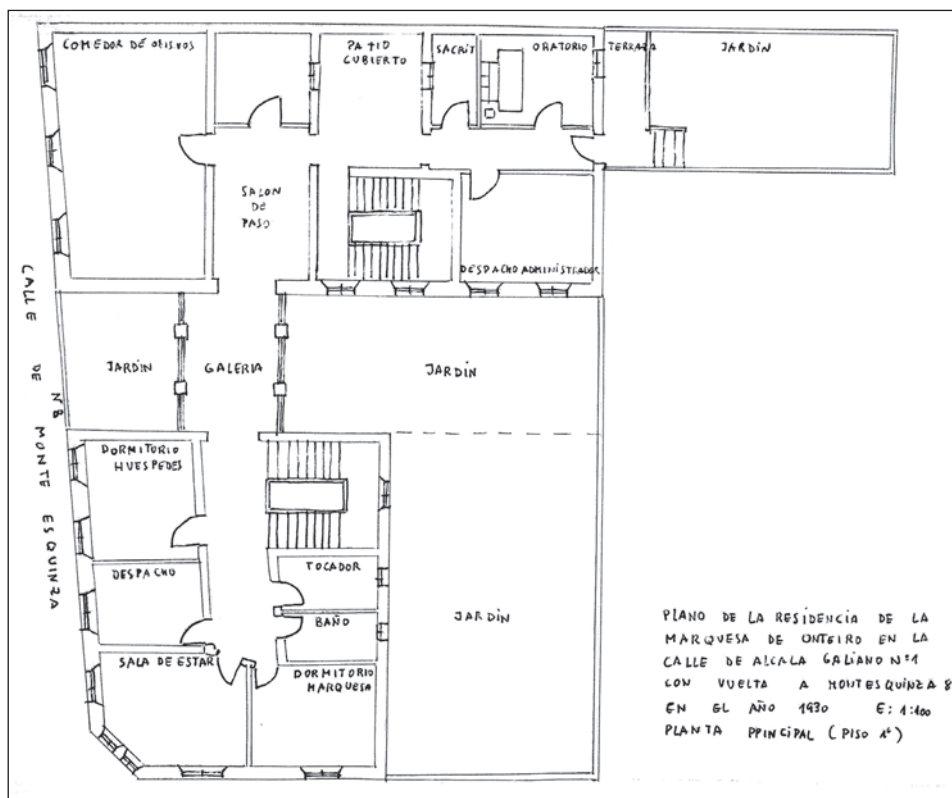 COMEDOR DE OBISPOS
PATIO
CUBIERTO
SACRIT
ORATORIO
TERRAZA
JARDIN
SALON
DE
PASO
DESPACHO ADMINISTRADOR
JARDIN
GALERIA
JARDIN
CALLE DE MONTE ESQUINZA
Nº8
DORMITORIO
HUESPEDES
DESPACHO
TOCADOR
BAÑO
SALA DE ESTAR
DORMITORIO
MARQUESA
JARDIN
PLANO DE LA RESIDENCIA DE LA
MARQUESA DE ONTEIRO EN LA
CALLE DE ALCALA GALIANO Nº1
CON VUELTA A MONTESQUINZA 8
EN EL AÑO 1930 E: 1:100
PLANTA PPINCIPAL (PISO 1º)